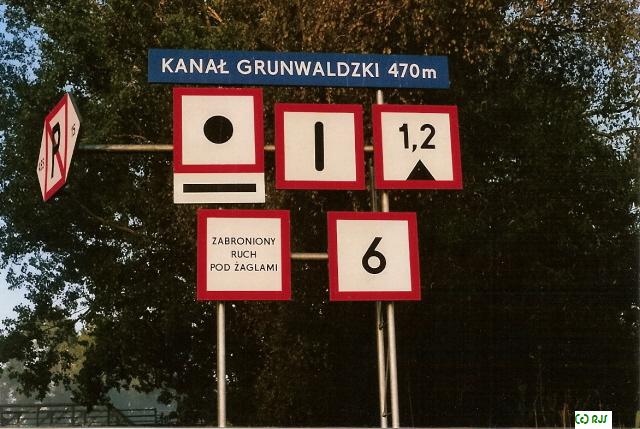 KANAŁ GRUNWALDZKI 470m
R
1,2
ZABRONIONY
RUCH
POD ŻAGLAMI
6
(c) RJS